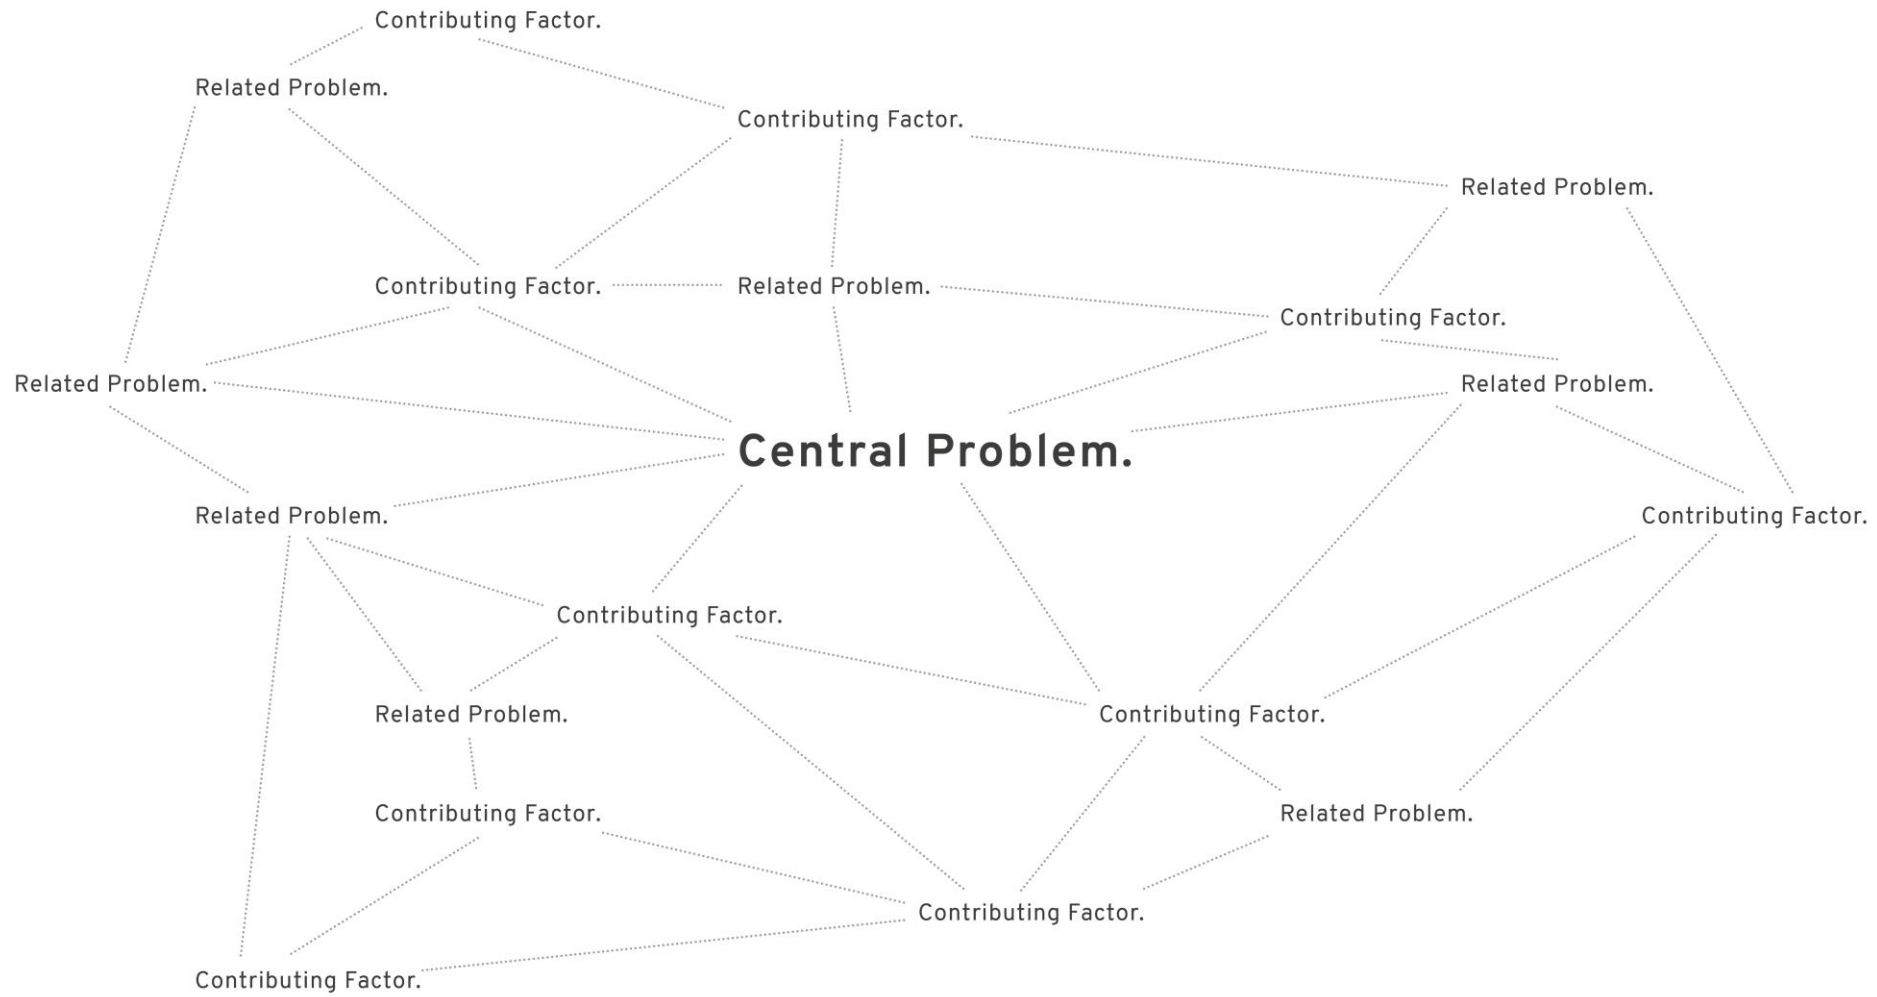 Contributing Factor.
Related Problem.
Contributing Factor.
Related Problem.
Contributing Factor.
Related Problem.
Contributing Factor.
Related Problem.
Related Problem.
Central Problem.
Related Problem.
Contributing Factor.
Contributing Factor.
Related Problem.
Contributing Factor.
Contributing Factor.
Related Problem.
Contributing Factor.
Contributing Factor.